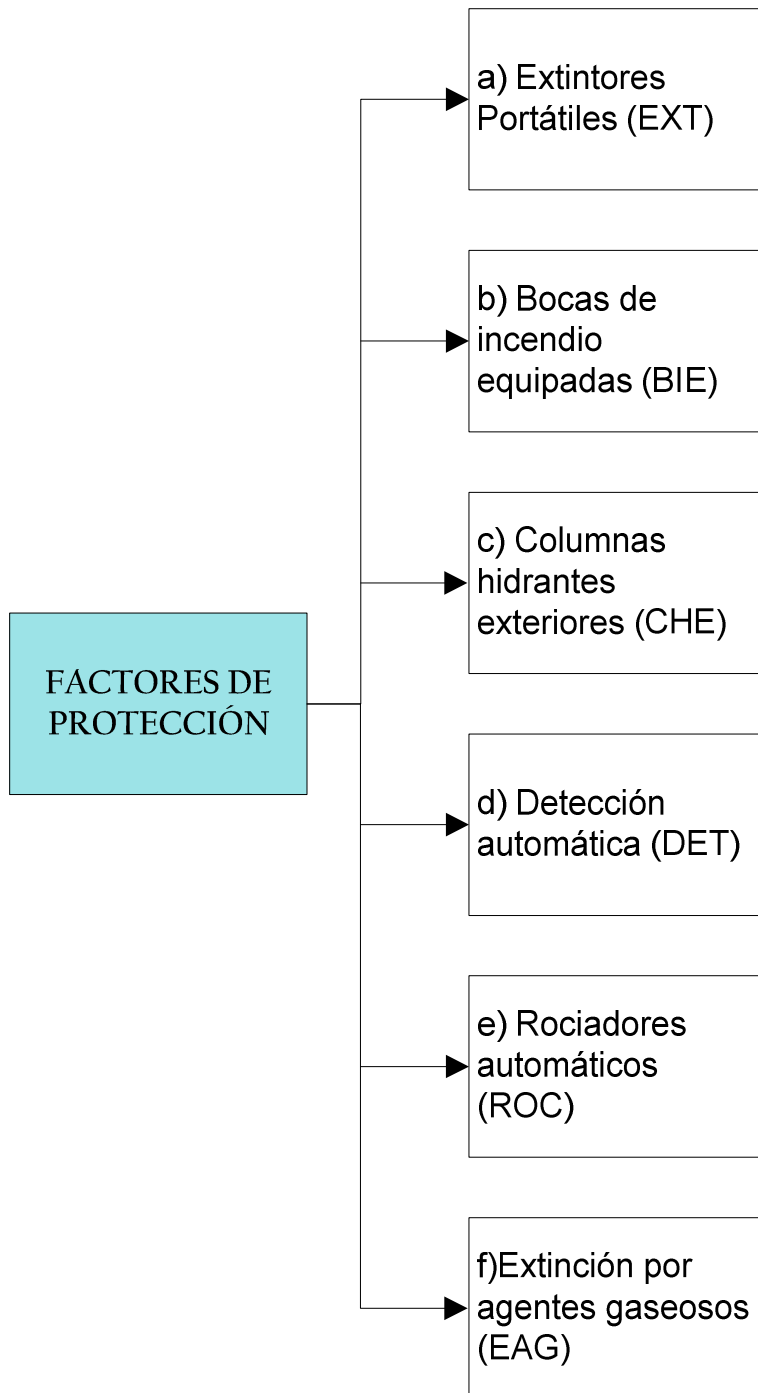 a) Extintores
Portátiles (EXT)
b) Bocas de
incendio
equipadas (BIE)
c) Columnas
hidrantes
exteriores (CHE)
FACTORES DE
PROTECCIÓN
d) Detección
automática (DET)
e) Rociadores
automáticos
(ROC)
f)Extinción por
agentes gaseosos
(EAG)